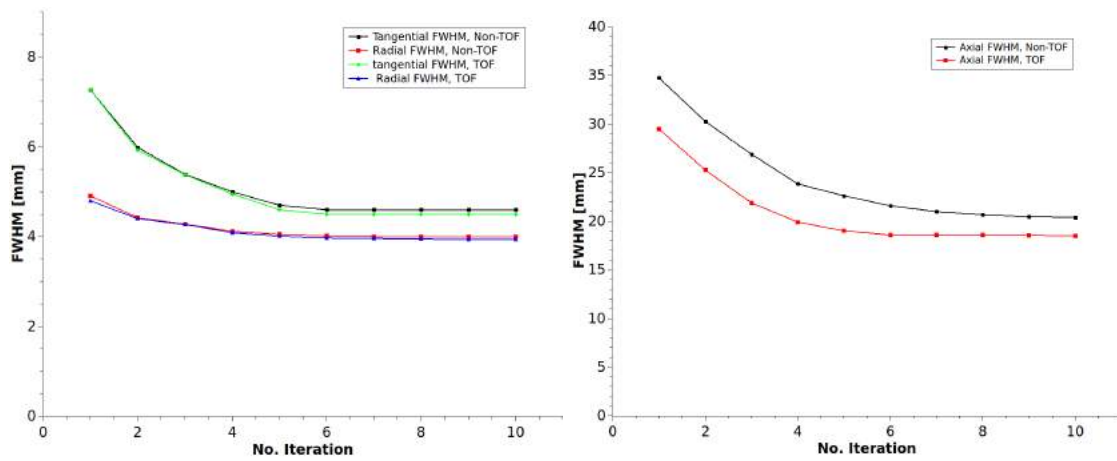 Tangential FWHM, Non-TOF
Radial FWHM, Non-TOF
tangential FWHM, TOF
Radial FWHM, TOF
8
6
4
2
0
FWHM [mm]
0 2 4 6 8 10
No. Iteration
Axial FWHM, Non-TOF
Axial FWHM, TOF
40
35
30
25
20
15
10
5
0
FWHM [mm]
0 2 4 6 8 10
No. Iteration